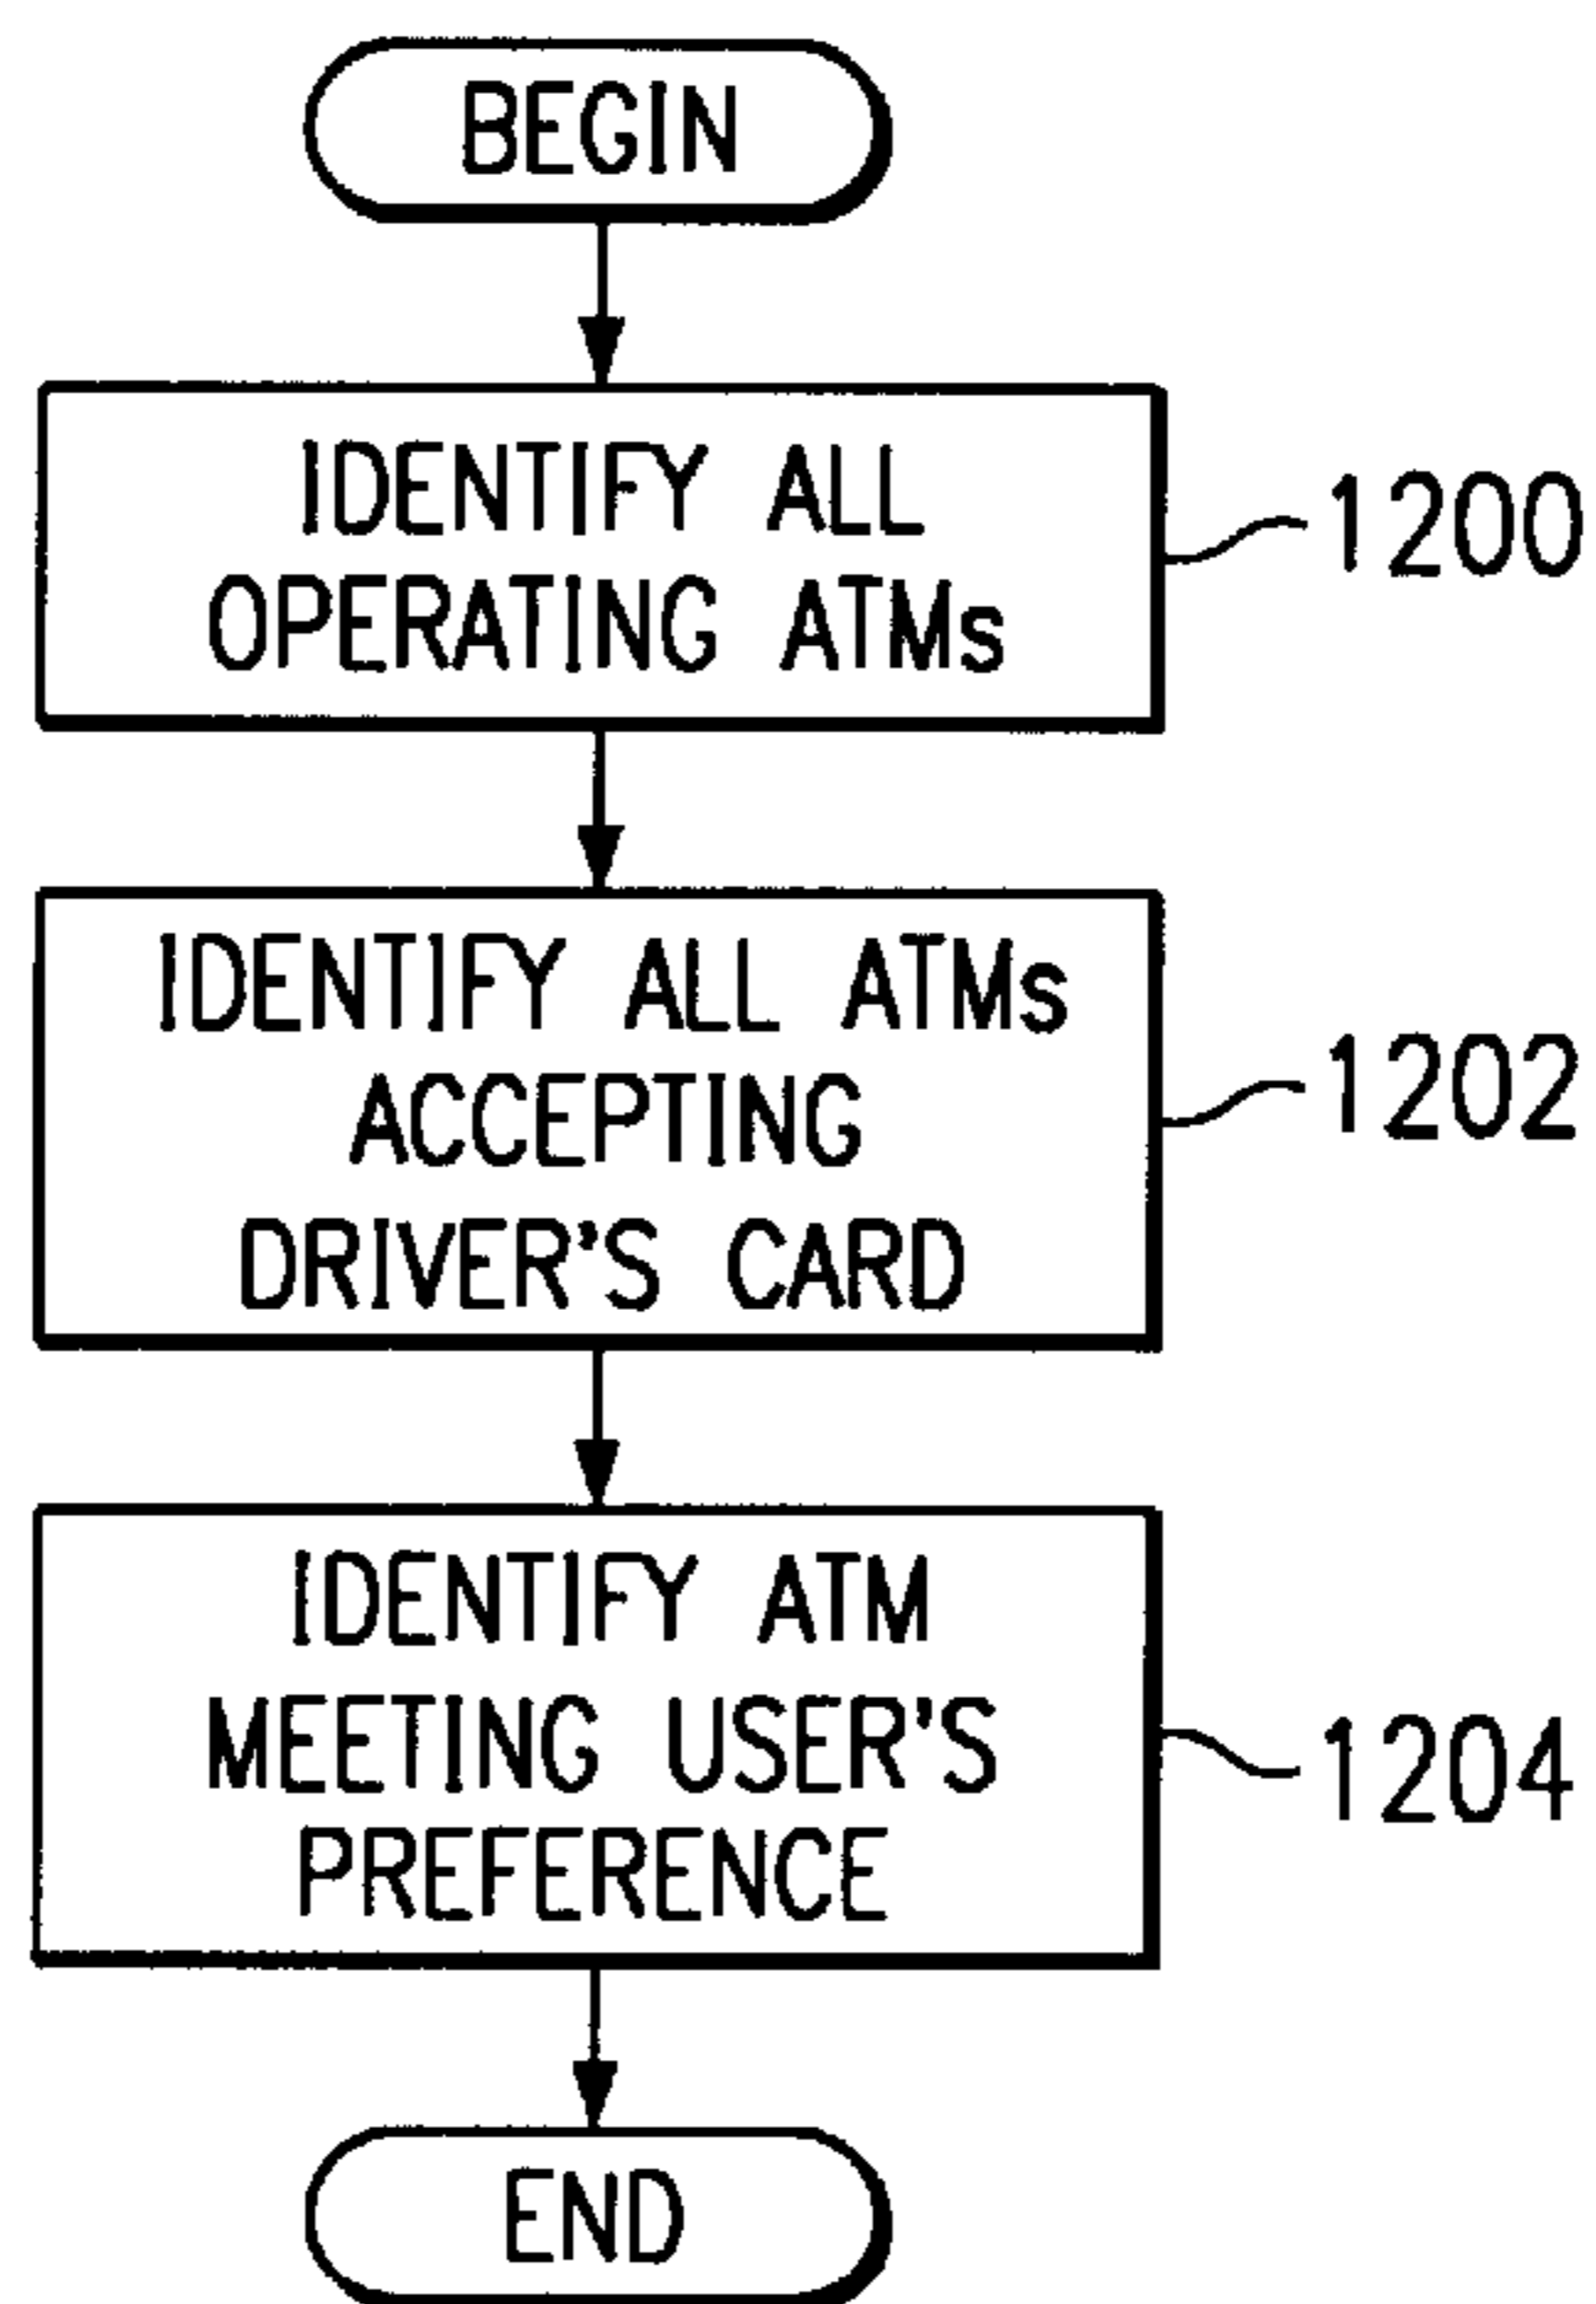 BEGIN
IDENTIFY ALL
OPERATING ATMs
1200
IDENTIFY ALL ATMs
ACCEPTING
DRIVER'S CARD
1202
IDENTIFY ATM
MEETING USER'S
PREFERENCE
1204
END